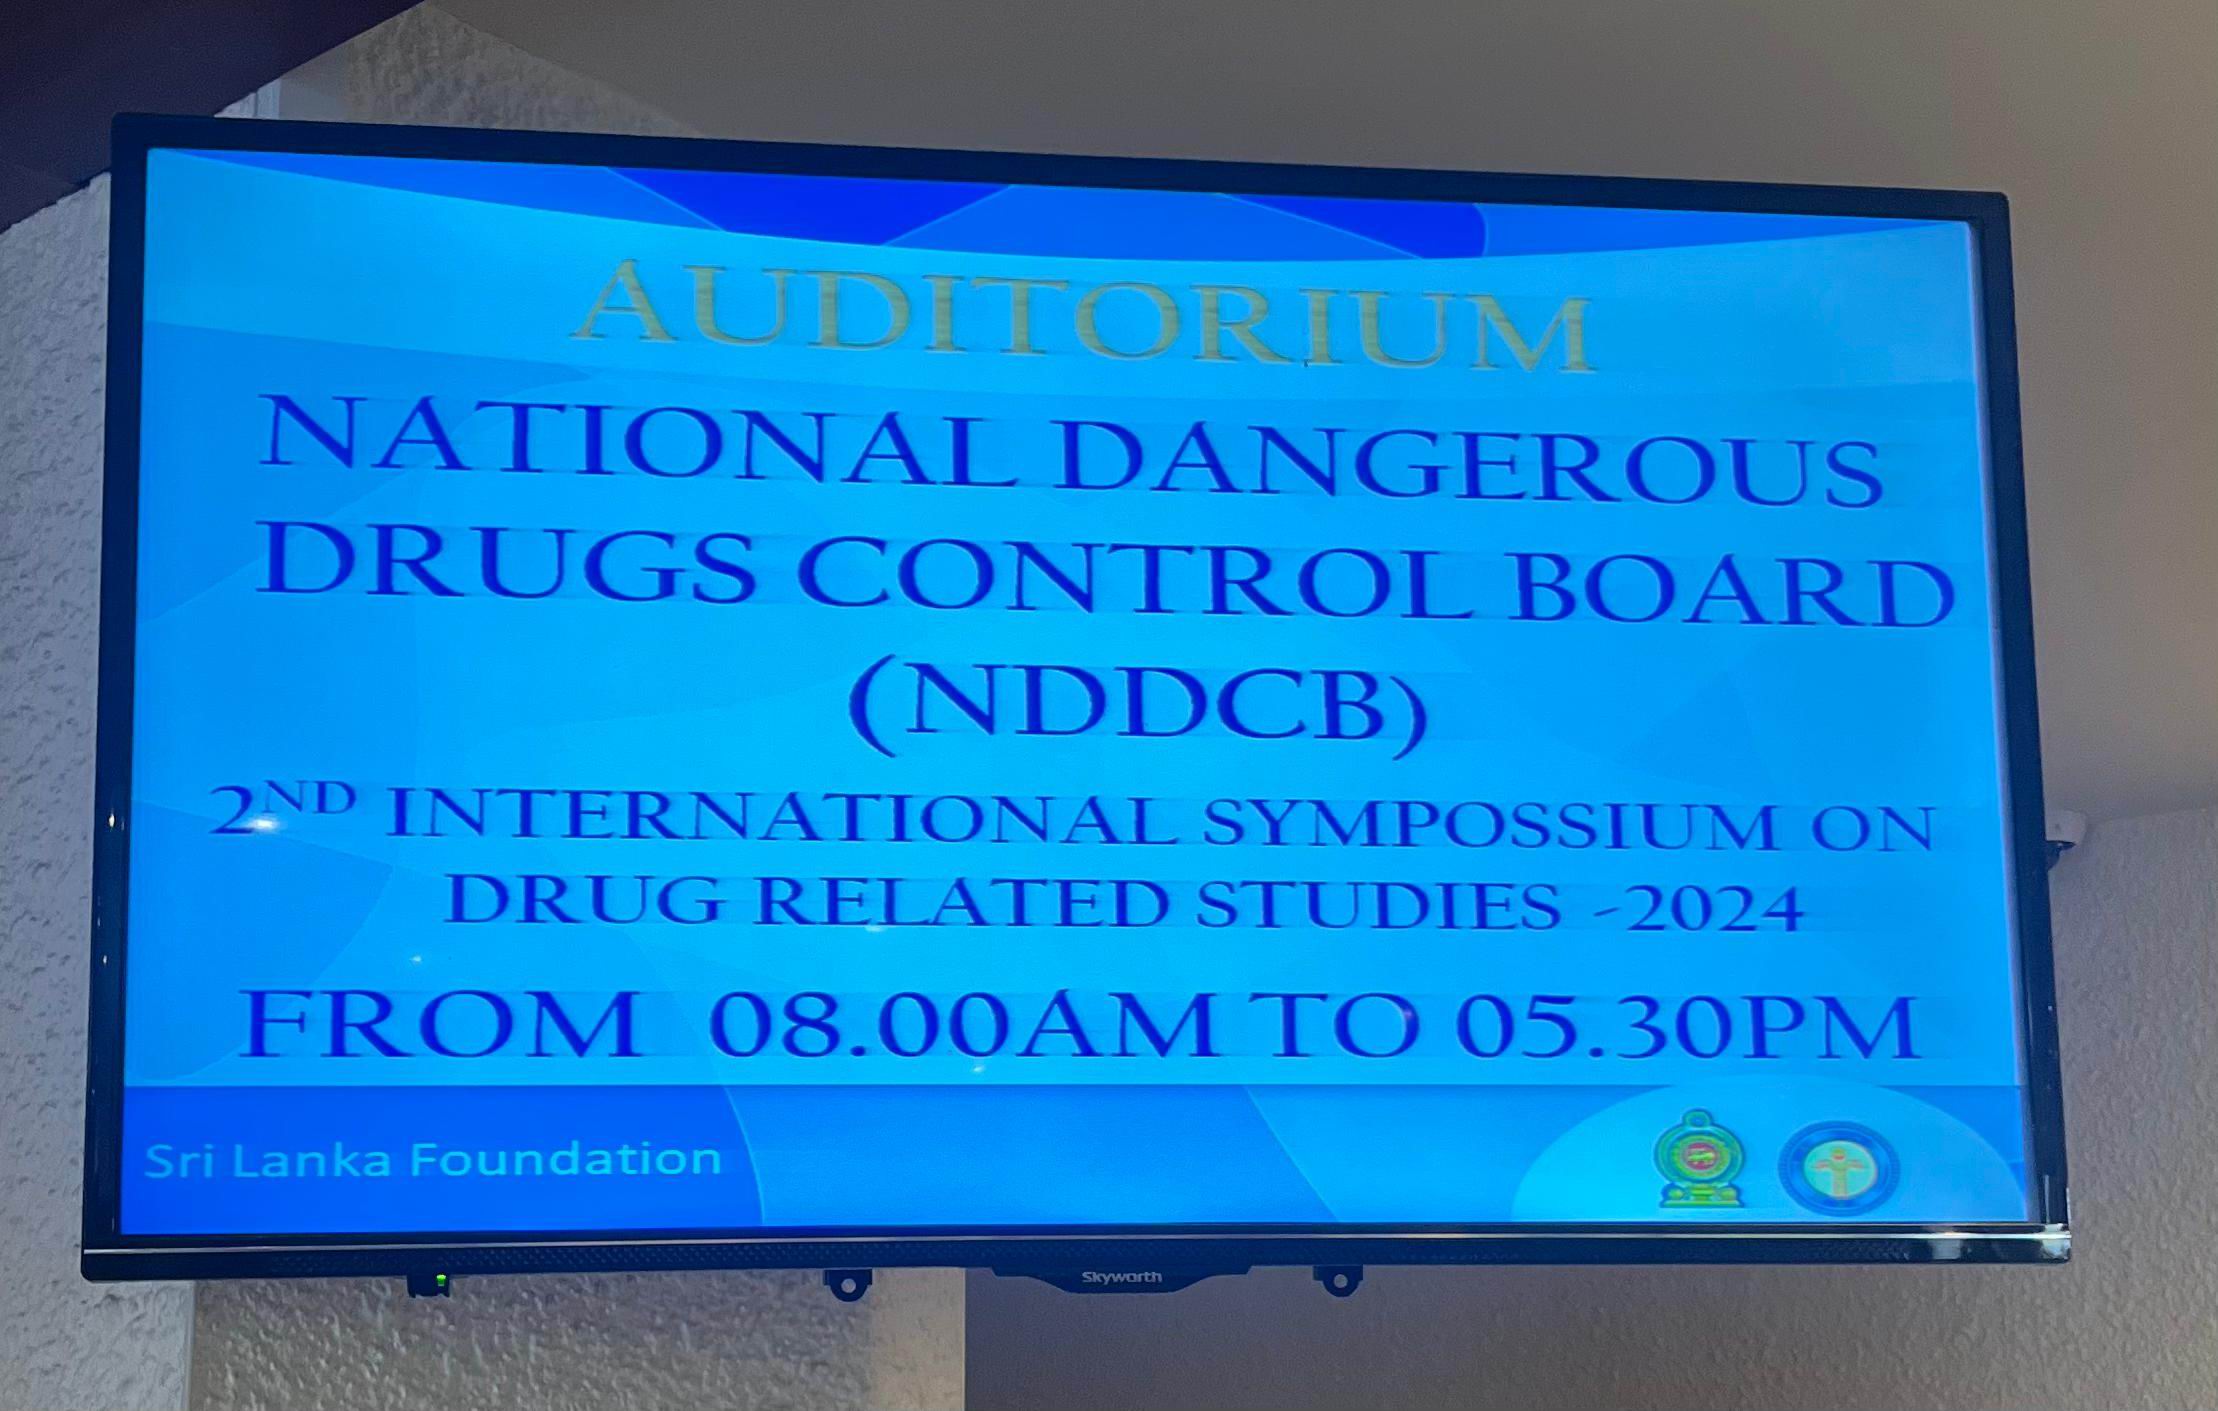 AUDITORIUM
NATIONAL DANGEROUS
DRUGS CONTROL BOARD
(NDDCB)
2ND INTERNATIONAL SYMPOSSIUM ON
DRUG RELATED STUDIES -2024
FROM 08.00AM TO 05.30PM
Sri Lanka Foundation
Skyworth